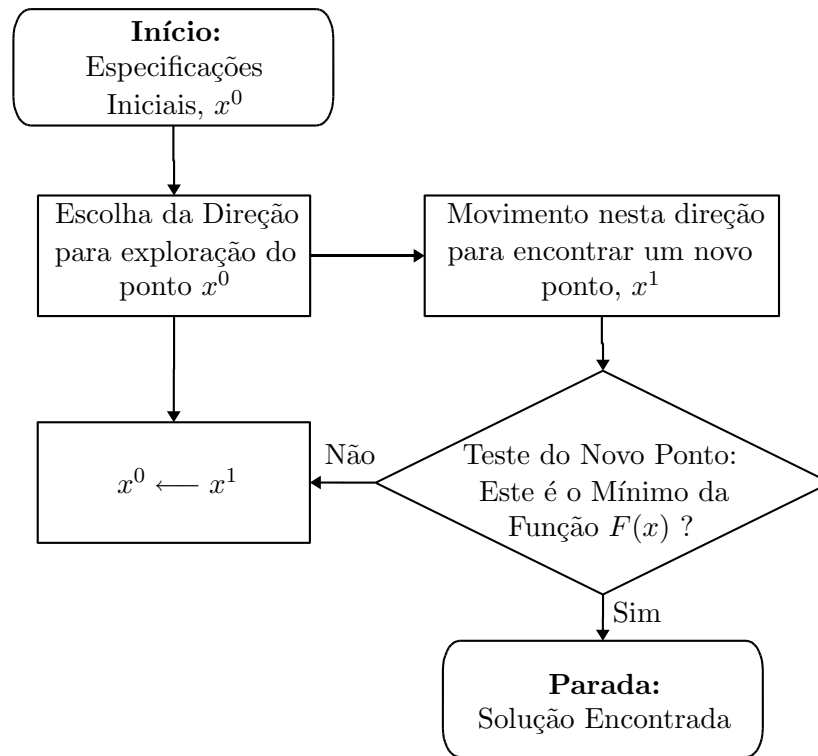 Início:
Especificações
Iniciais, x⁰
Escolha da Direção
para exploração do
ponto x⁰
Movimento nesta direção
para encontrar um novo
ponto, x¹
x⁰ ⟵ x¹
Não
Teste do Novo Ponto:
Este é o Mínimo da
Função F(x) ?
Sim
Parada:
Solução Encontrada